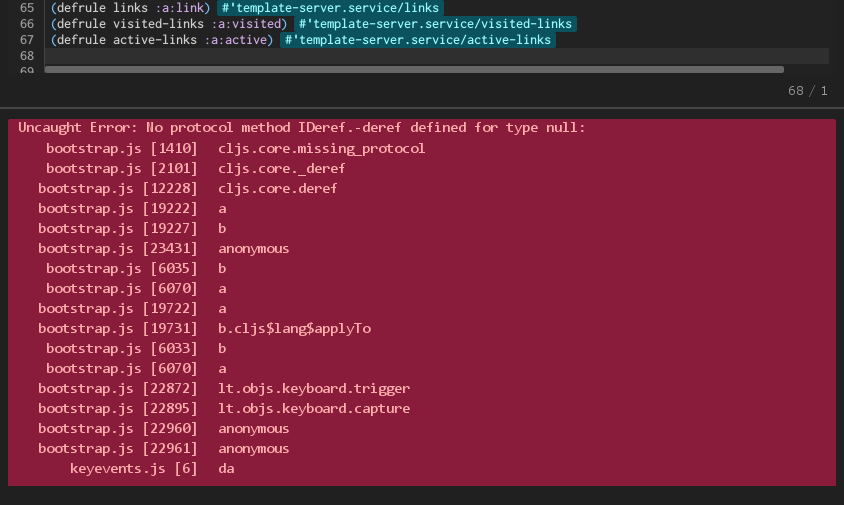 65 (defrule links :a:link) #'template-server.service/links
66 (defrule visited-links :a:visited) #'template-server.service/visited-links
67 (defrule active-links :a:active) #'template-server.service/active-links
68
69
68 / 1
Uncaught Error: No protocol method IDeref.-deref defined for type null:
bootstrap.js [1410] cljs.core.missing_protocol
bootstrap.js [2101] cljs.core._deref
bootstrap.js [12228] cljs.core.deref
bootstrap.js [19222] a
bootstrap.js [19227] b
bootstrap.js [23431] anonymous
bootstrap.js [6035] b
bootstrap.js [6070] a
bootstrap.js [19722] a
bootstrap.js [19731] b.cljs$lang$applyTo
bootstrap.js [6033] b
bootstrap.js [6070] a
bootstrap.js [22872] lt.objs.keyboard.trigger
bootstrap.js [22895] lt.objs.keyboard.capture
bootstrap.js [22960] anonymous
bootstrap.js [22961] anonymous
keyevents.js [6] da